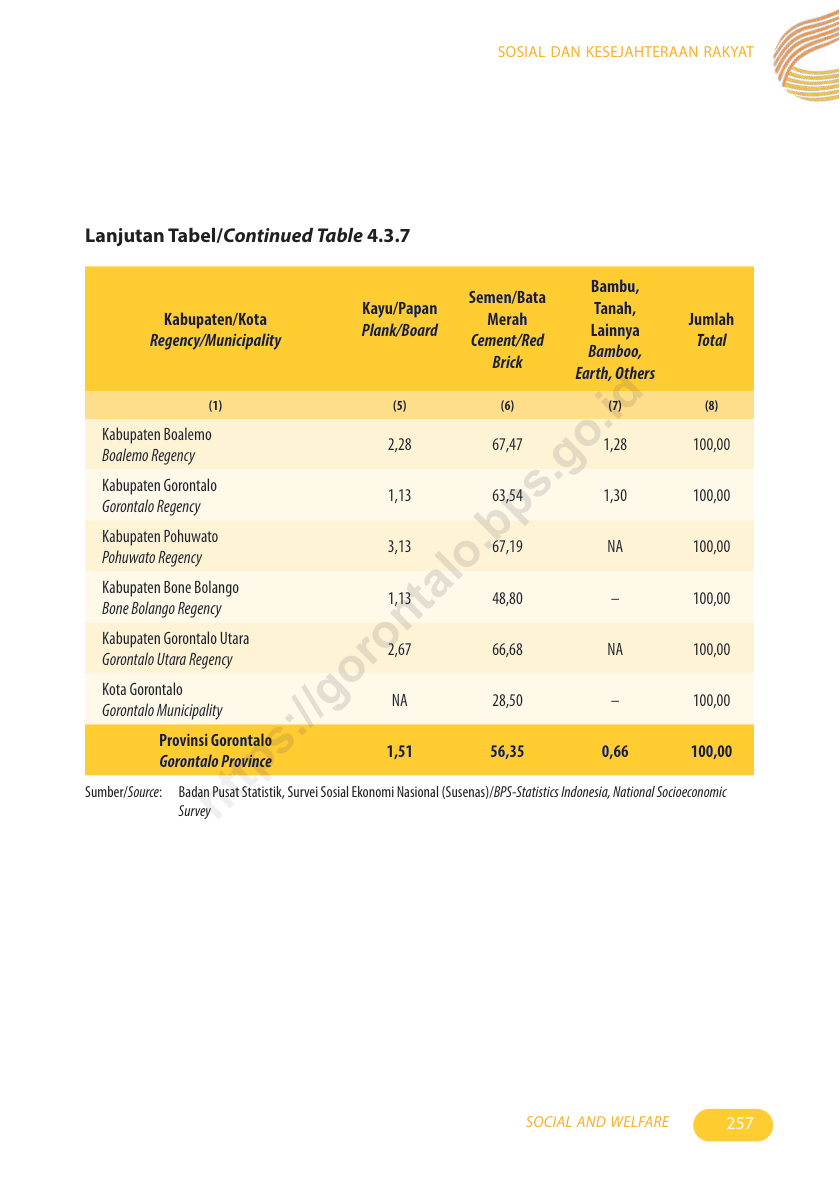 SOSIAL DAN KESEJAHTERAAN RAKYAT
Lanjutan Tabel/Continued Table 4.3.7
Kabupaten/Kota
Regency/Municipality
Kayu/Papan
Plank/Board
Semen/Bata
Merah
Cement/Red
Brick
Bambu,
Tanah,
Lainnya
Bamboo,
Earth, Others
Jumlah
Total
(1) (5) (6) (7) (8)
Kabupaten Boalemo
Boalemo Regency
2,28 67,47 1,28 100,00
Kabupaten Gorontalo
Gorontalo Regency
1,13 63,54 1,30 100,00
Kabupaten Pohuwato
Pohuwato Regency
3,13 67,19 NA 100,00
Kabupaten Bone Bolango
Bone Bolango Regency
1,13 48,80 – 100,00
Kabupaten Gorontalo Utara
Gorontalo Utara Regency
2,67 66,68 NA 100,00
Kota Gorontalo
Gorontalo Municipality
NA 28,50 – 100,00
Provinsi Gorontalo
Gorontalo Province
1,51 56,35 0,66 100,00
Sumber/Source: Badan Pusat Statistik, Survei Sosial Ekonomi Nasional (Susenas)/BPS-Statistics Indonesia, National Socioeconomic
Survey
https://gorontalo.bps.go.id
SOCIAL AND WELFARE 257